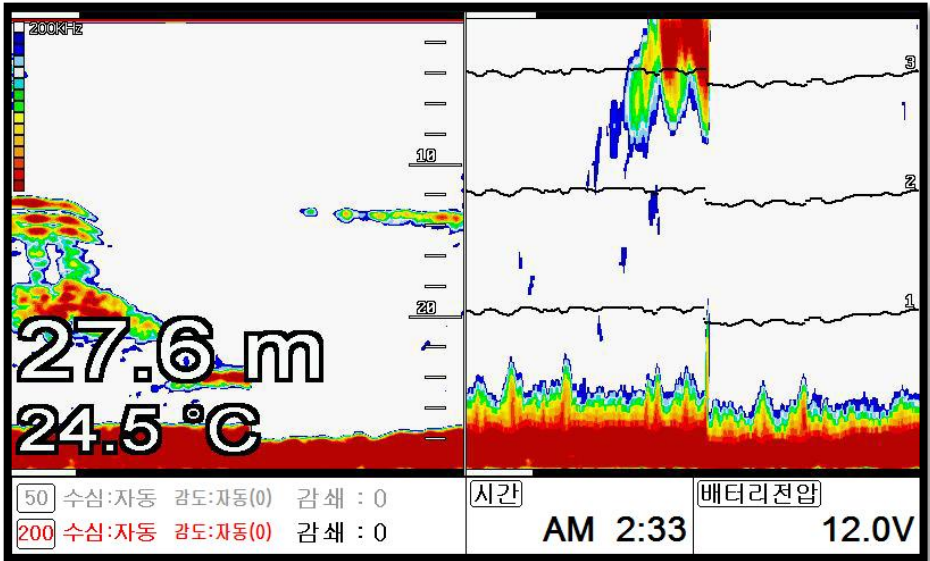 200KHz
3
10
2
20
1
27.6 m
24.5 °C
50 수심:자동 감도:자동(0) 감쇄 : 0
200 수심:자동 감도:자동(0) 감쇄 : 0
시간
AM 2:33
배터리전압
12.0V